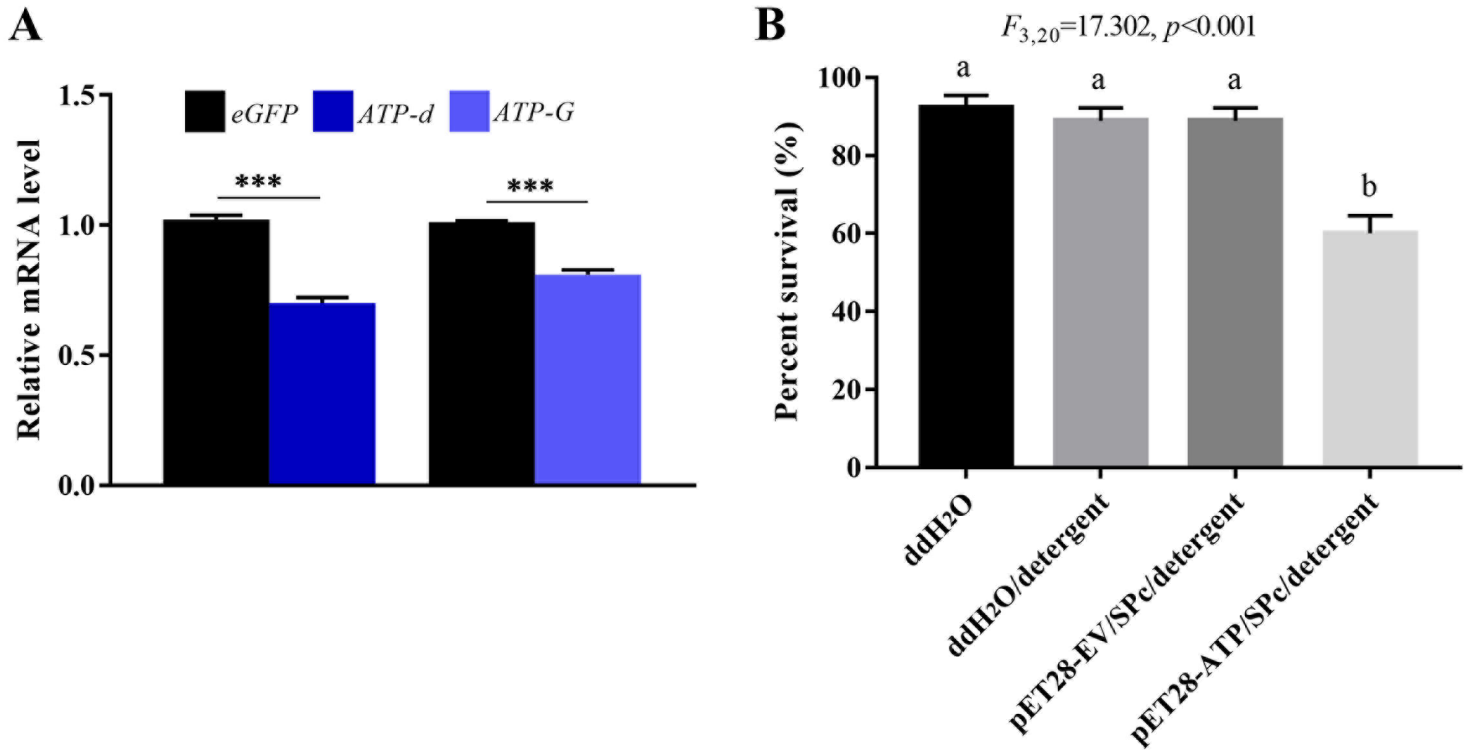 A
B
F3,20=17.302, p<0.001
Relative mRNA level
1.5
1.0
0.5
0.0
eGFP ATP-d ATP-G
***
***
Percent survival (%)
100
80
60
40
20
0
a
a
a
b
ddH2O
ddH2O/detergent
pET28-EV/SPc/detergent
pET28-ATP/SPc/detergent